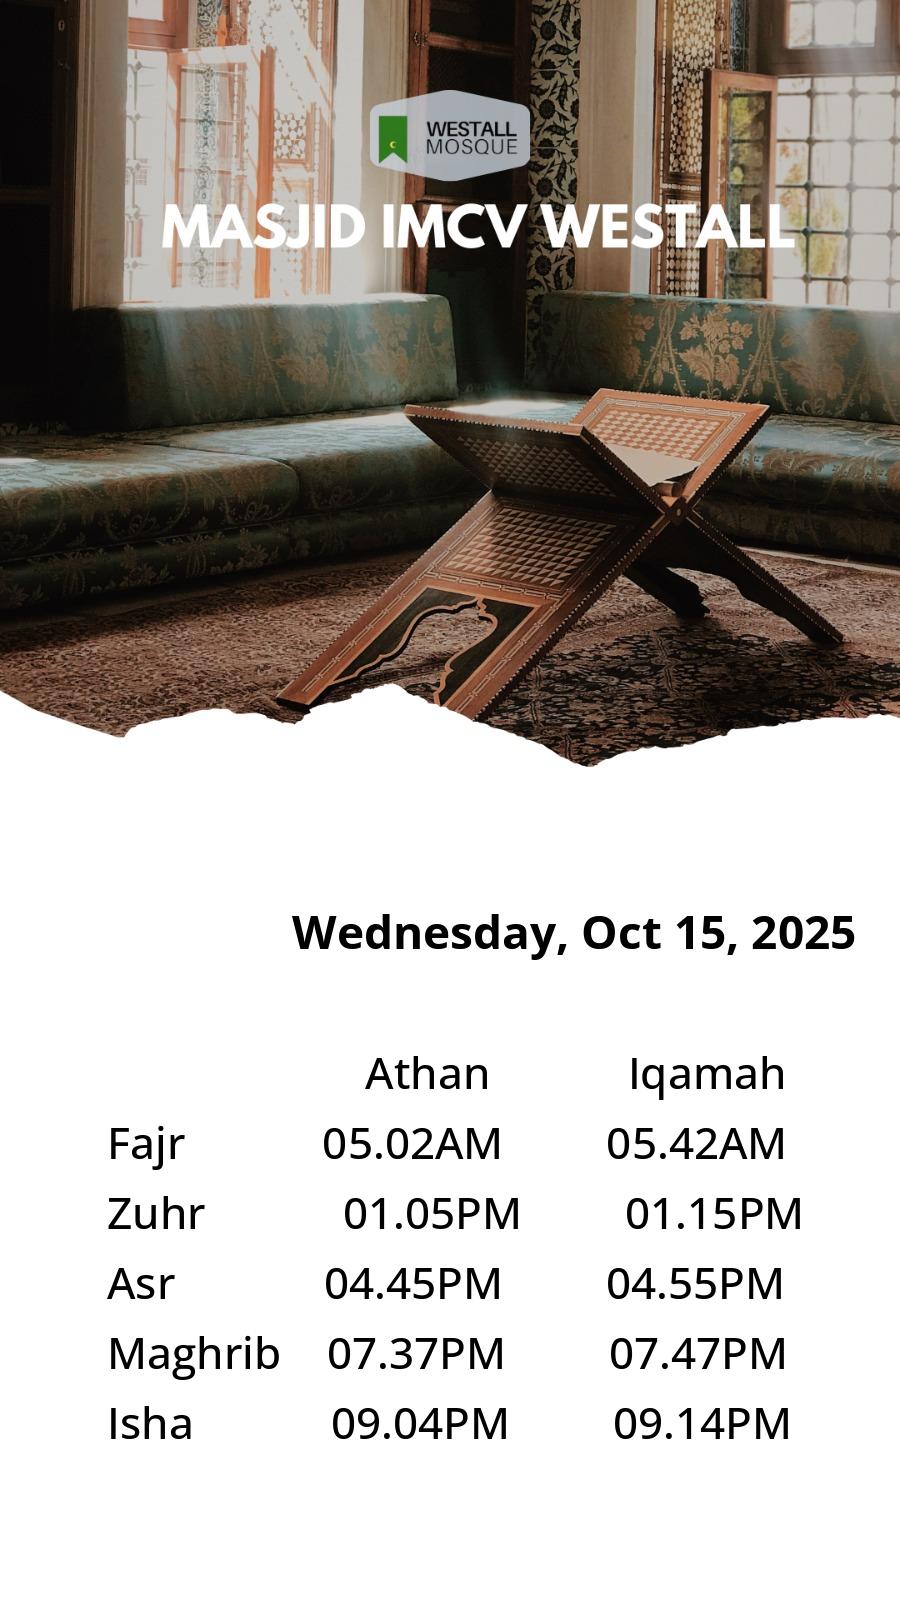 WESTALL
MOSQUE
MASJID IMCV WESTALL
Wednesday, Oct 15, 2025
Athan Iqamah
Fajr 05.02AM 05.42AM
Zuhr 01.05PM 01.15PM
Asr 04.45PM 04.55PM
Maghrib 07.37PM 07.47PM
Isha 09.04PM 09.14PM